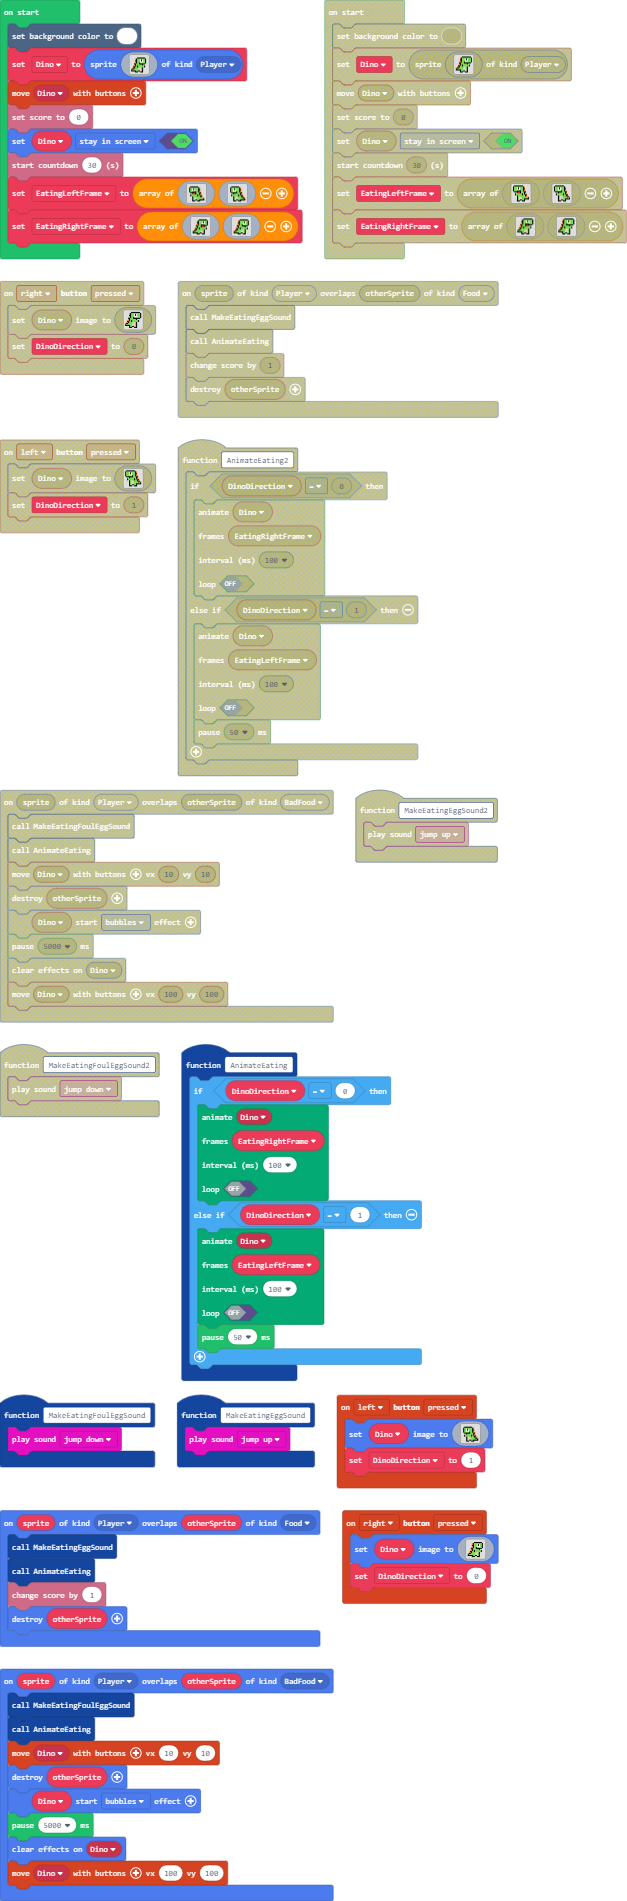 on start
set background color to
set Dino to sprite of kind Player
move Dino with buttons
set score to 0
set Dino stay in screen ON
start countdown 30 (s)
set EatingLeftFrame to array of
set EatingRightFrame to array of
on start
set background color to
set Dino to sprite of kind Player
move Dino with buttons
set score to 0
set Dino stay in screen ON
start countdown 30 (s)
set EatingLeftFrame to array of
set EatingRightFrame to array of
on right button pressed
set Dino image to
set DinoDirection to 0
on sprite of kind Player overlaps otherSprite of kind Food
call MakeEatingEggSound
call AnimateEating
change score by 1
destroy otherSprite
on left button pressed
set Dino image to
set DinoDirection to 1
function AnimateEating2
if DinoDirection = 0 then
animate Dino
frames EatingRightFrame
interval (ms) 100
loop OFF
else if DinoDirection = 1 then
animate Dino
frames EatingLeftFrame
interval (ms) 100
loop OFF
pause 50 ms
on sprite of kind Player overlaps otherSprite of kind BadFood
call MakeEatingFoulEggSound
call AnimateEating
move Dino with buttons vx 10 vy 10
destroy otherSprite
Dino start bubbles effect
pause 5000 ms
clear effects on Dino
move Dino with buttons vx 100 vy 100
function MakeEatingEggSound2
play sound jump up
function MakeEatingFoulEggSound2
play sound jump down
function AnimateEating
if DinoDirection = 0 then
animate Dino
frames EatingRightFrame
interval (ms) 100
loop OFF
else if DinoDirection = 1 then
animate Dino
frames EatingLeftFrame
interval (ms) 100
loop OFF
pause 50 ms
function MakeEatingFoulEggSound
play sound jump down
function MakeEatingEggSound
play sound jump up
on left button pressed
set Dino image to
set DinoDirection to 1
on sprite of kind Player overlaps otherSprite of kind Food
call MakeEatingEggSound
call AnimateEating
change score by 1
destroy otherSprite
on right button pressed
set Dino image to
set DinoDirection to 0
on sprite of kind Player overlaps otherSprite of kind BadFood
call MakeEatingFoulEggSound
call AnimateEating
move Dino with buttons vx 10 vy 10
destroy otherSprite
Dino start bubbles effect
pause 5000 ms
clear effects on Dino
move Dino with buttons vx 100 vy 100